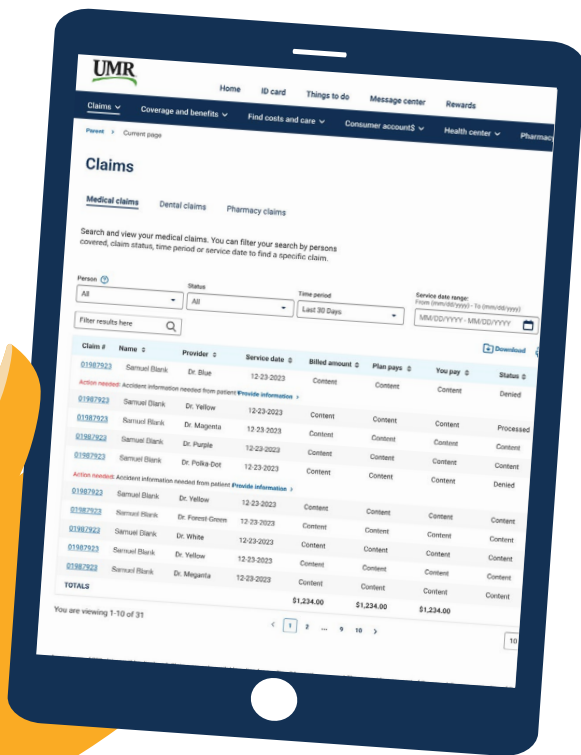 UMR
Home ID card Things to do Message center Rewards
Claims Coverage and benefits Find costs and care Consumer account$ Health center Pharmac
Parent > Current page
Claims
Medical claims Dental claims Pharmacy claims
Search and view your medical claims. You can filter your search by persons
covered, claim status, time period or service date to find a specific claim.
Person Status Time period Service date range:
From (mm/dd/yyyy) - To (mm/dd/yyyy)
All All Last 30 Days MM/DD/YYYY - MM/DD/YYYY
Filter results here
Download
Claim # Name Provider Service date Billed amount Plan pays You pay Status
01987923 Samuel Blank Dr. Blue 12-23-2023 Content Content Content Denied
Action needed: Accident information needed from patient Provide information >
01987923 Samuel Blank Dr. Yellow 12-23-2023 Content Content Content Processed
01987923 Samuel Blank Dr. Magenta 12-23-2023 Content Content Content Content
01987923 Samuel Blank Dr. Purple 12-23-2023 Content Content Content Content
01987923 Samuel Blank Dr. Polka-Dot 12-23-2023 Content Content Content Denied
Action needed: Accident information needed from patient Provide information >
01987923 Samuel Blank Dr. Yellow 12-23-2023 Content Content Content Content
01987923 Samuel Blank Dr. Forest-Green 12-23-2023 Content Content Content Content
01987923 Samuel Blank Dr. White 12-23-2023 Content Content Content Content
01987923 Samuel Blank Dr. Yellow 12-23-2023 Content Content Content Content
01987923 Samuel Blank Dr. Meganta 12-23-2023 Content Content Content Content
TOTALS $1,234.00 $1,234.00 $1,234.00
You are viewing 1-10 of 31 < 1 2 ... 9 10 > 10